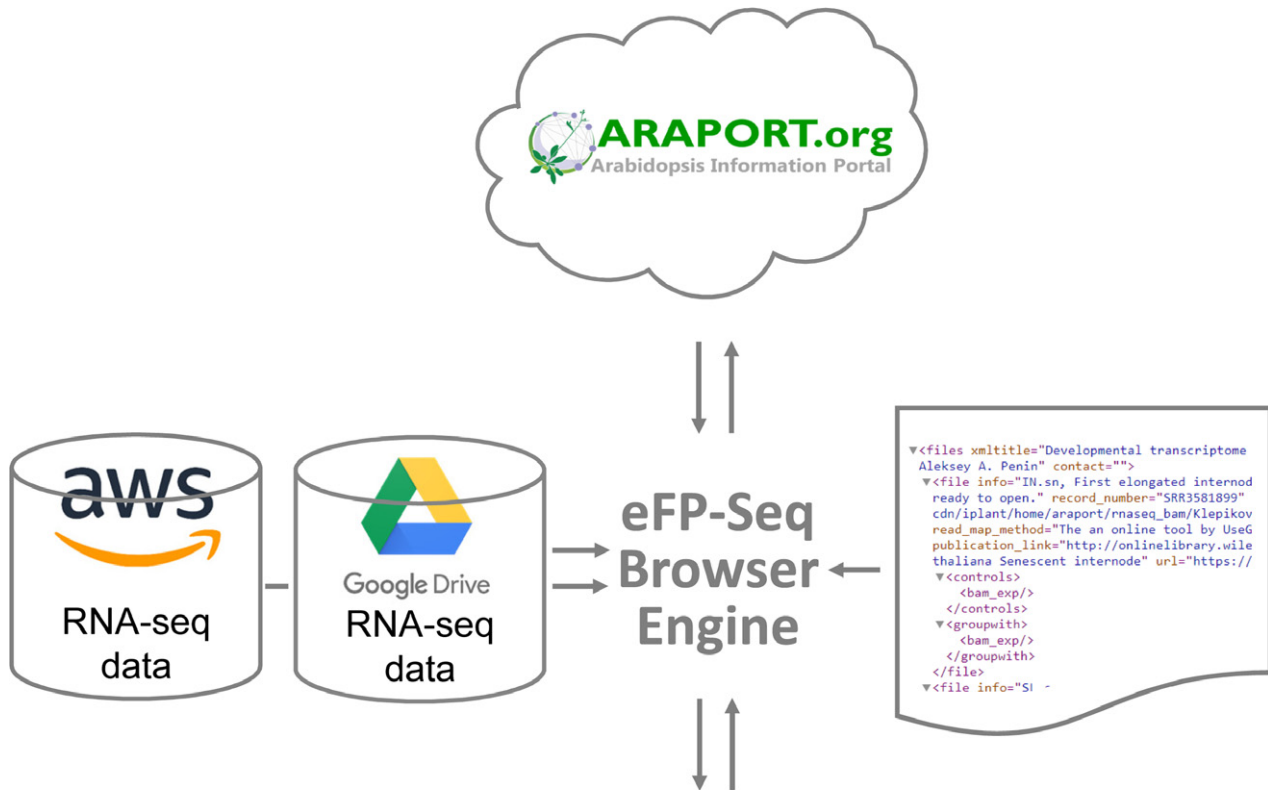 ARAPORT.org
Arabidopsis Information Portal
aws
RNA-seq
data
Google Drive
RNA-seq
data
eFP-Seq
Browser
Engine
<files xmltitle="Developmental transcriptome
Aleksey A. Penin" contact="">
<file info="IN.sn, First elongated internod
ready to open." record_number="SRR3581899"
cdn/iplant/home/araport/rnaseq_bam/Klepikov
read_map_method="The an online tool by UseG
publication_link="http://onlinelibrary.wile
thaliana Senescent internode" url="https://
<controls>
<bam_exp/>
</controls>
<groupwith>
<bam_exp/>
</groupwith>
</file>
<file info="